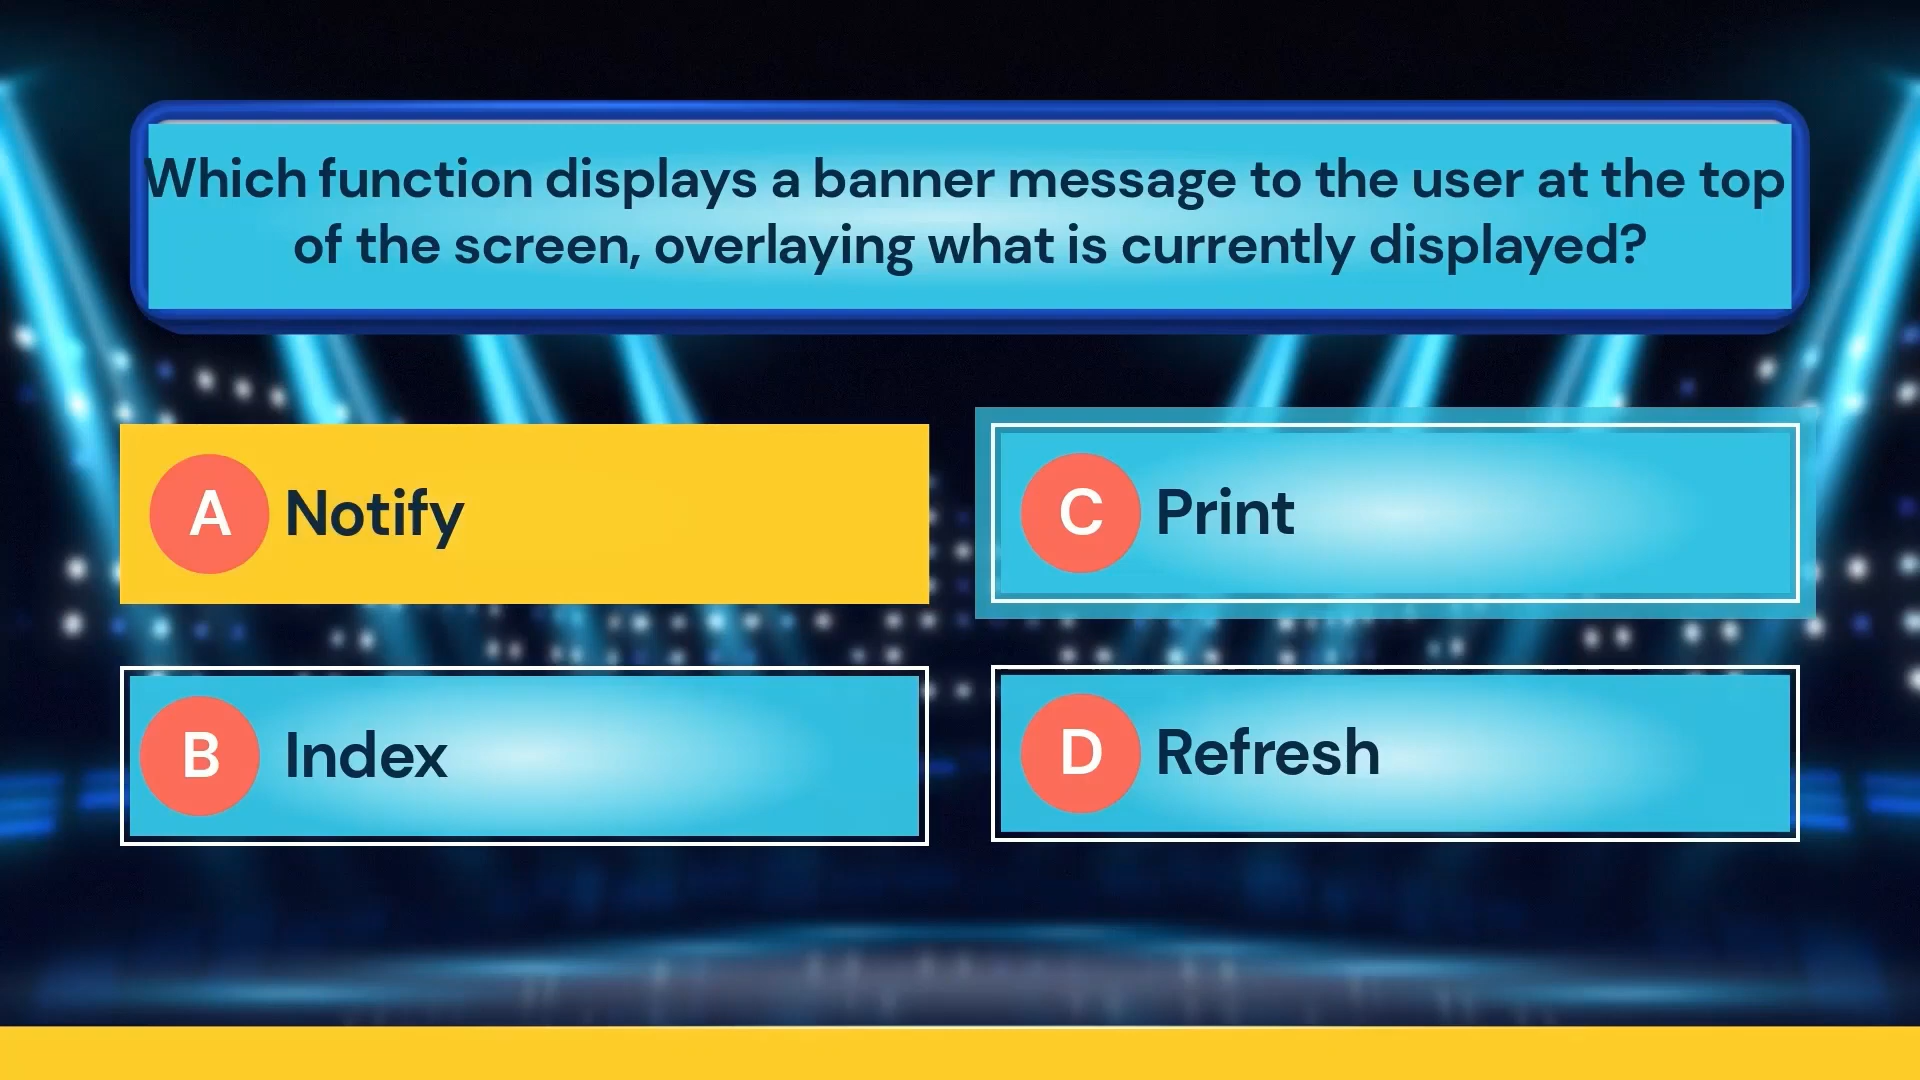 Which function displays a banner message to the user at the top
of the screen, overlaying what is currently displayed?
A Notify
B Index
C Print
D Refresh